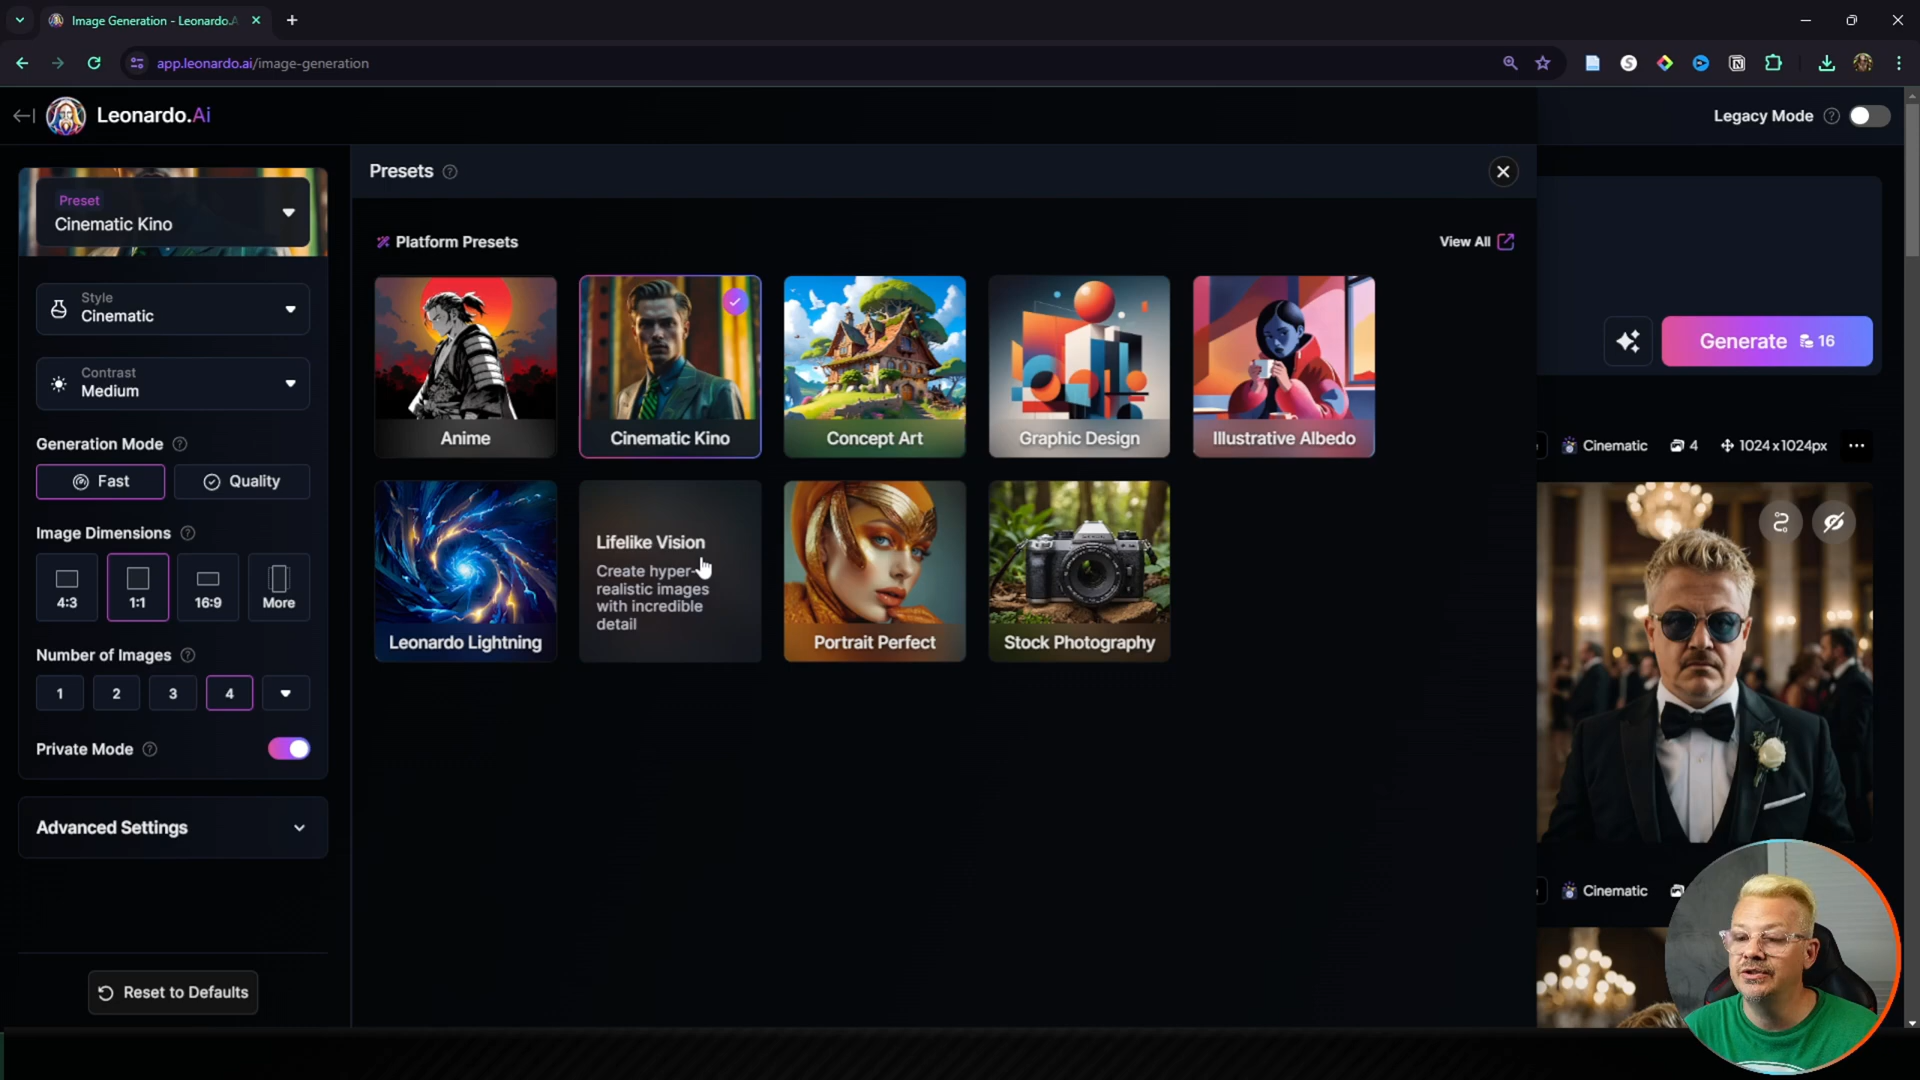 Image Generation - Leonardo.A
app.leonardo.ai/image-generation
Leonardo.Ai
Legacy Mode
Preset
Cinematic Kino
Style
Cinematic
Contrast
Medium
Generation Mode
Fast
Quality
Image Dimensions
4:3
1:1
16:9
More
Number of Images
1
2
3
4
Private Mode
Advanced Settings
Reset to Defaults
Presets
Platform Presets
View All
Anime
Cinematic Kino
Concept Art
Graphic Design
Illustrative Albedo
Leonardo Lightning
Lifelike Vision
Create hyper-
realistic images
with incredible
detail
Portrait Perfect
Stock Photography
Generate 16
Cinematic 4 1024x1024px
Cinematic